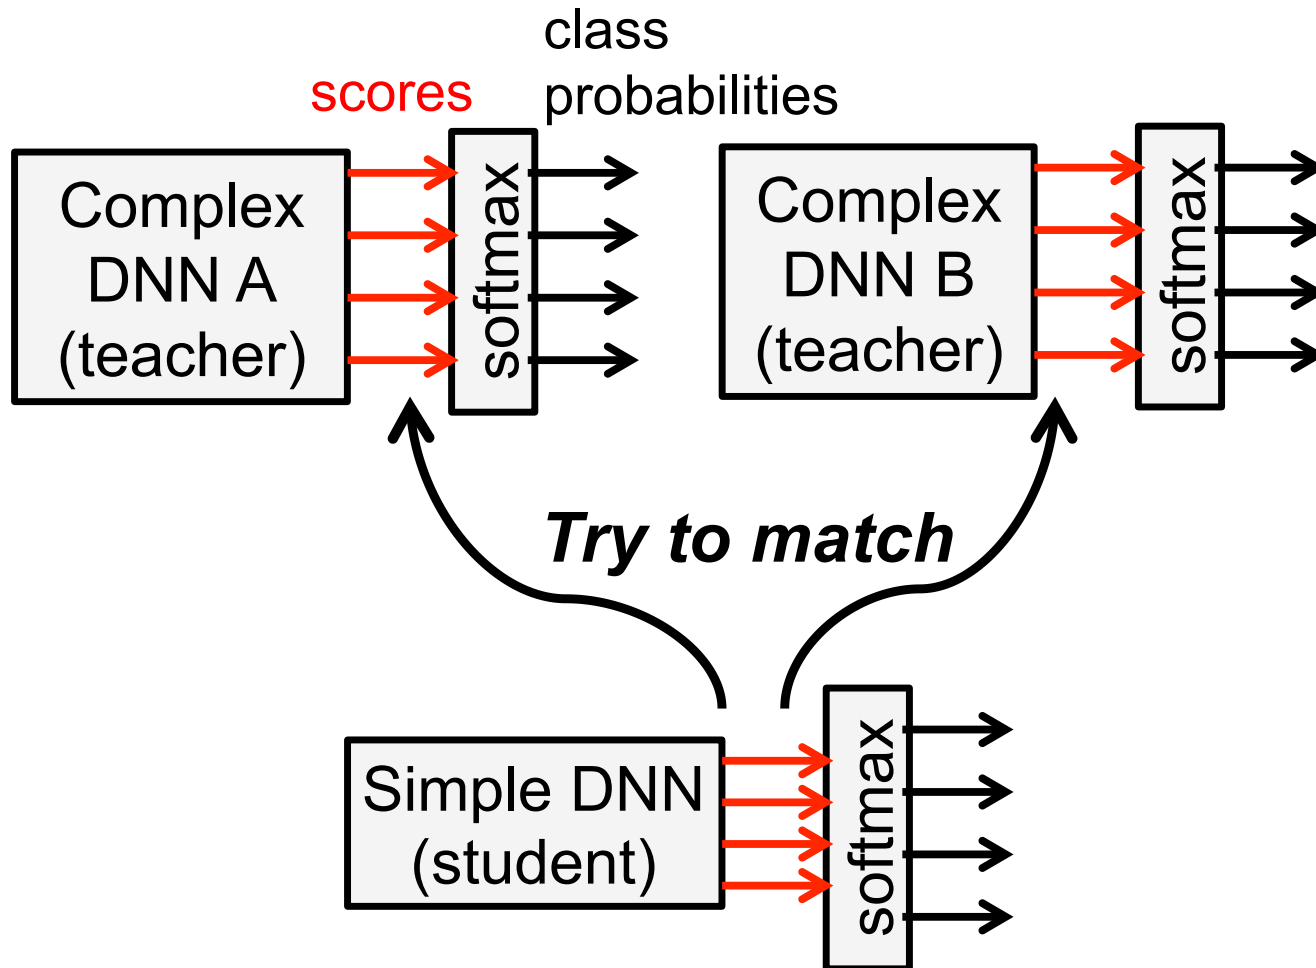 class
probabilities
scores
Complex
DNN A
(teacher)
softmax
Complex
DNN B
(teacher)
softmax
Try to match
Simple DNN
(student)
softmax